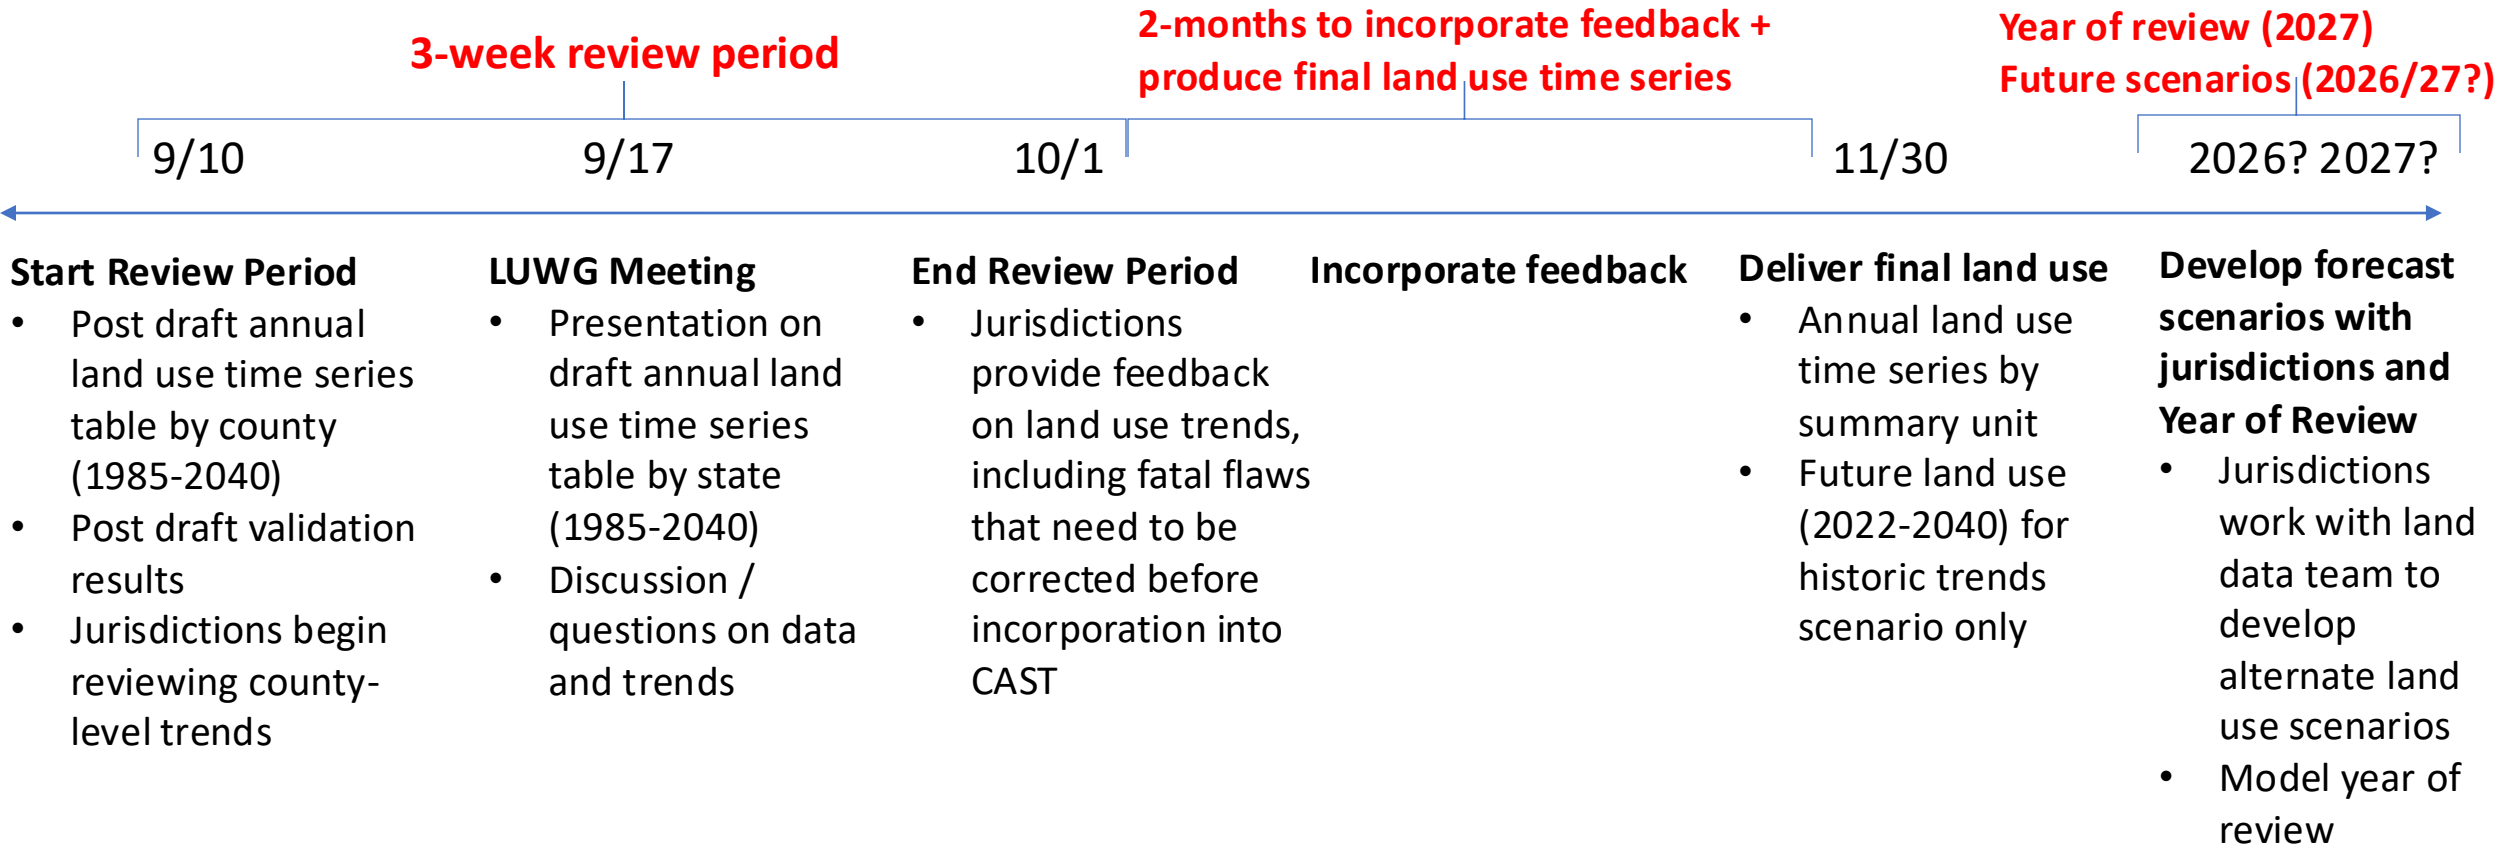 3-week review period
2-months to incorporate feedback +
produce final land use time series
Year of review (2027)
Future scenarios (2026/27?)
9/10
9/17
10/1
11/30
2026? 2027?
Start Review Period
• Post draft annual
land use time series
table by county
(1985-2040)
• Post draft validation
results
• Jurisdictions begin
reviewing county-
level trends
LUWG Meeting
• Presentation on
draft annual land
use time series
table by state
(1985-2040)
• Discussion /
questions on data
and trends
End Review Period
• Jurisdictions
provide feedback
on land use trends,
including fatal flaws
that need to be
corrected before
incorporation into
CAST
Incorporate feedback
Deliver final land use
• Annual land use
time series by
summary unit
• Future land use
(2022-2040) for
historic trends
scenario only
Develop forecast
scenarios with
jurisdictions and
Year of Review
• Jurisdictions
work with land
data team to
develop
alternate land
use scenarios
• Model year of
review